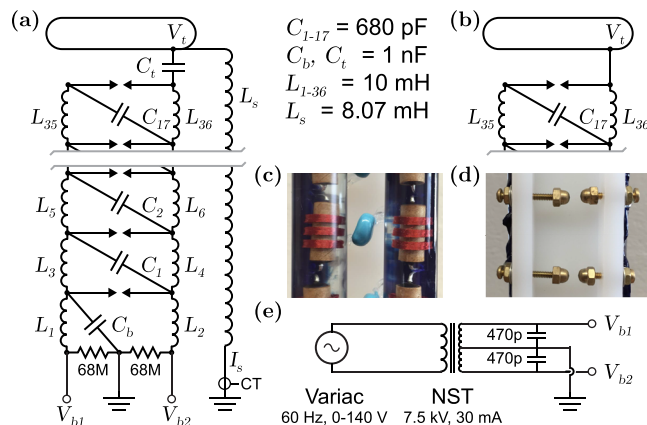 (a)
V_t
C_t
L_s
L_35
C_17
L_36
L_5
C_2
L_6
L_3
C_1
L_4
L_1
C_b
L_2
68M
68M
I_s
CT
V_b1
V_b2
C_1-17 = 680 pF
C_b, C_t = 1 nF
L_1-36 = 10 mH
L_s = 8.07 mH
(b)
V_t
L_35
C_17
L_36
(c)
(d)
(e)
470p
470p
V_b1
V_b2
Variac
60 Hz, 0-140 V
NST
7.5 kV, 30 mA